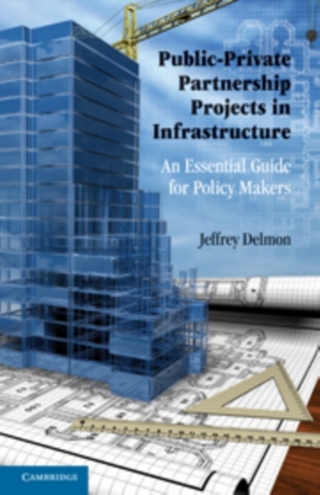 Public-Private
Partnership
Projects in
Infrastructure
An Essential Guide
for Policy Makers
Jeffrey Delmon
CAMBRIDGE